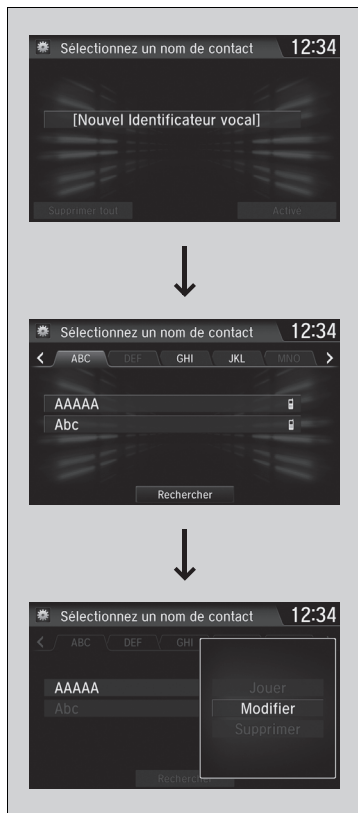 Sélectionnez un nom de contact 12:34
[Nouvel Identificateur vocal]
Supprimer tout Active
Sélectionnez un nom de contact 12:34
ABC DEF GHI JKL MNO
AAAAA
Abc
Rechercher
Sélectionnez un nom de contact 12:34
ABC DEF GHI
AAAAA Jouer
Abc Modifier
Supprimer
Rechercher